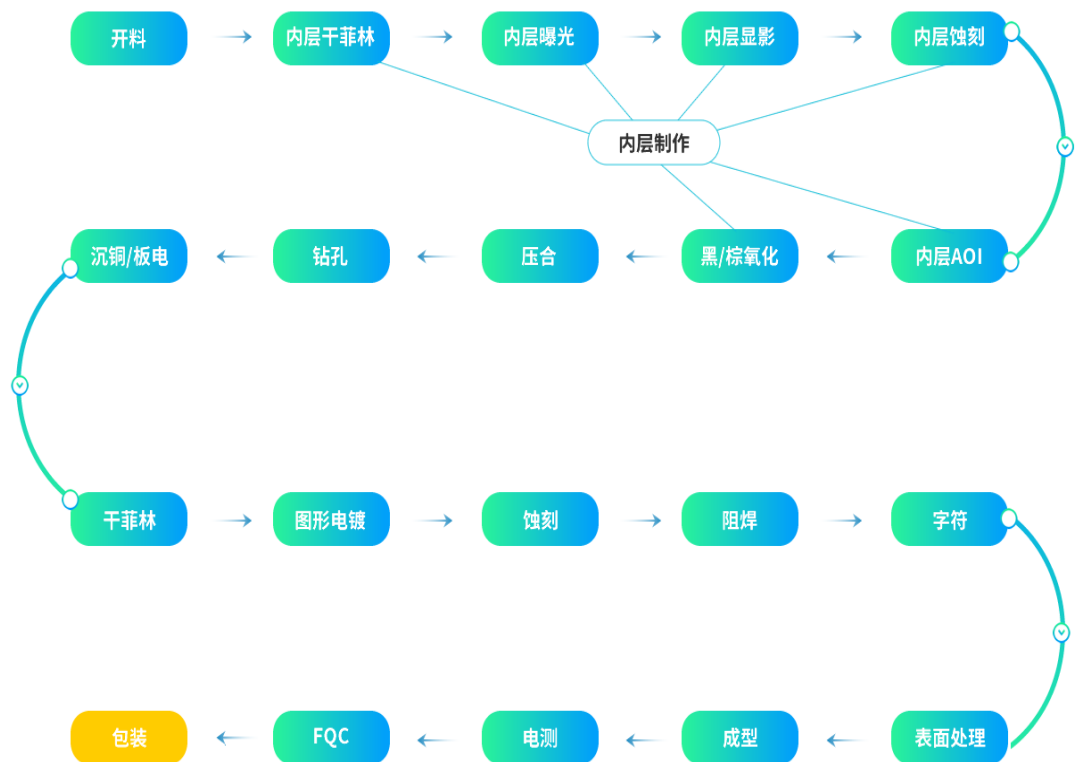 开料
内层干菲林
内层曝光
内层显影
内层蚀刻
内层制作
沉铜/板电
钻孔
压合
黑/棕氧化
内层AOI
干菲林
图形电镀
蚀刻
阻焊
字符
包装
FQC
电测
成型
表面处理